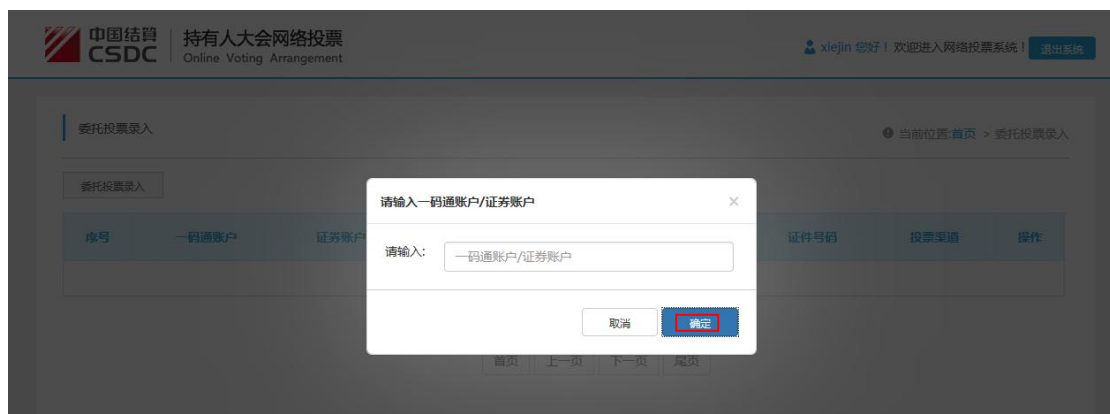 中国结算 持有人大会网络投票
CSDC Online Voting Arrangement
xlejin 您好！欢迎进入网络投票系统！ 退出系统
委托投票录入
当前位置:首页 > 委托投票录入
委托投票录入
请输入一码通账户/证券账户 ×
序号 一码通账户 证券账户 证件号码 投票渠道 操作
请输入: 一码通账户/证券账户
取消 确定
首页 上一页 下一页 尾页